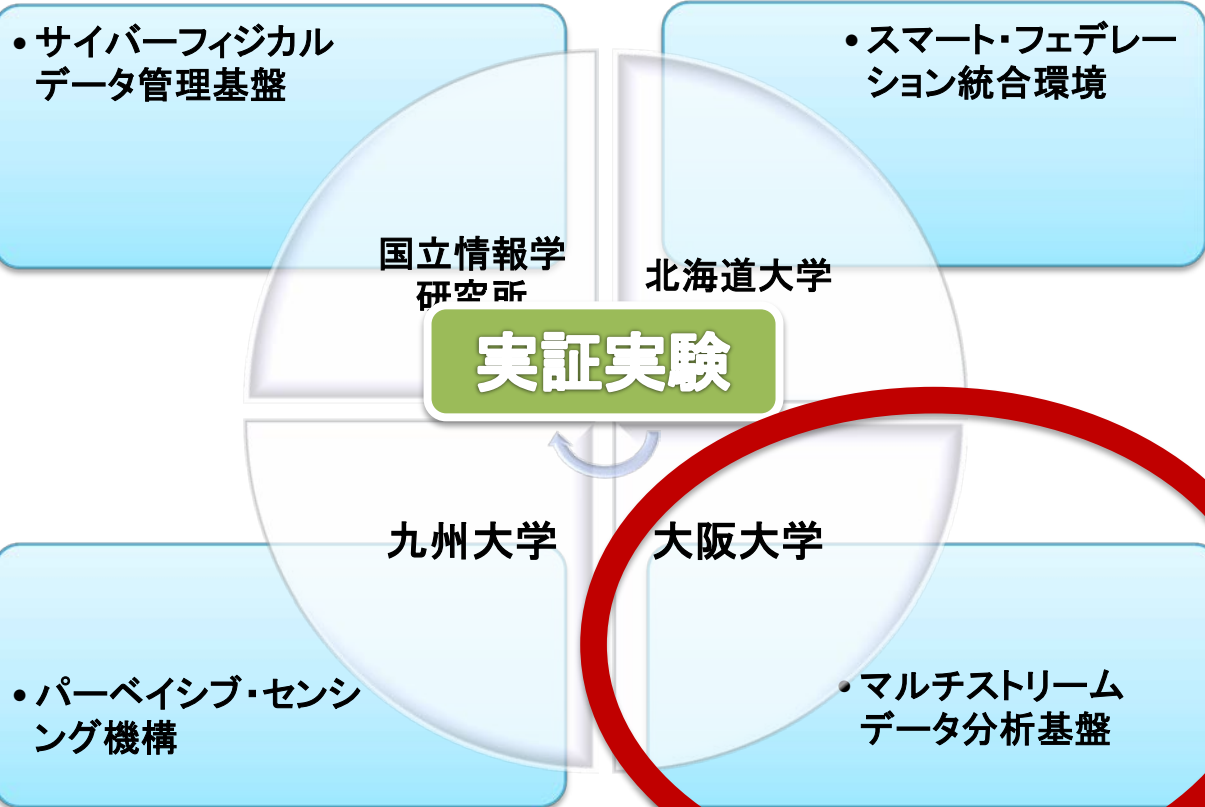 • サイバーフィジカル
データ管理基盤
• スマート・フェデレー
ション統合環境
国立情報学
研究所
北海道大学
実証実験
九州大学
大阪大学
• パーベイシブ・センシ
ング機構
• マルチストリーム
データ分析基盤